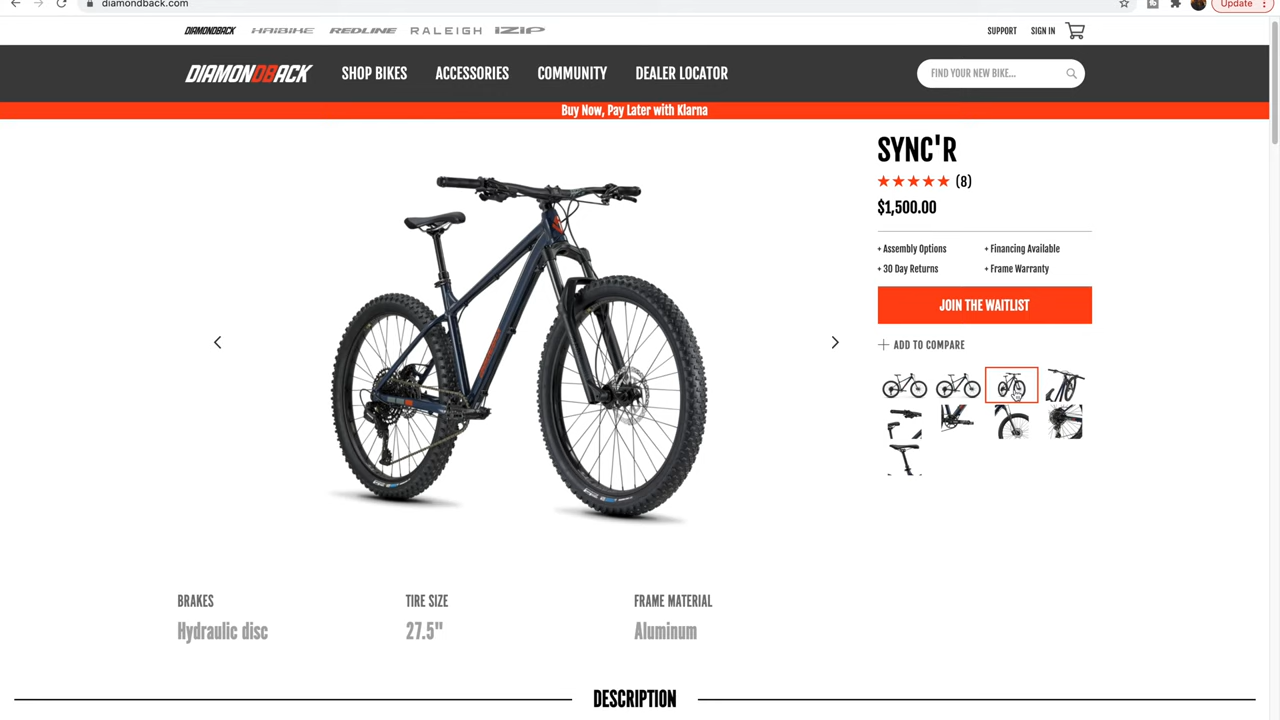 diamondback.com
Update
DIAMONDBACK HAIBIKE REDLINE RALEIGH IZIP
SUPPORT SIGN IN
DIAMONDBACK SHOP BIKES ACCESSORIES COMMUNITY DEALER LOCATOR FIND YOUR NEW BIKE...
Buy Now, Pay Later with Klarna
SYNC'R
(8)
$1,500.00
+ Assembly Options + Financing Available
+ 30 Day Returns + Frame Warranty
JOIN THE WAITLIST
ADD TO COMPARE
BRAKES TIRE SIZE FRAME MATERIAL
Hydraulic disc 27.5" Aluminum
DESCRIPTION